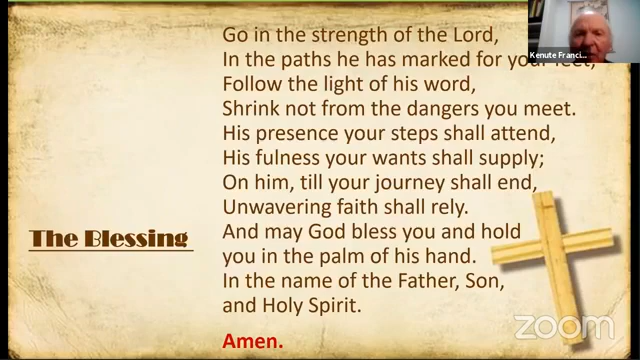 Go in the strength of the Lord,
Kenute Franci...
In the paths he has marked for your feet,
Follow the light of his word,
Shrink not from the dangers you meet.
His presence your steps shall attend,
His fulness your wants shall supply;
On him, till your journey shall end,
Unwavering faith shall rely.
The Blessing
And may God bless you and hold
you in the palm of his hand.
In the name of the Father, Son,
and Holy Spirit.
Amen.
zoom